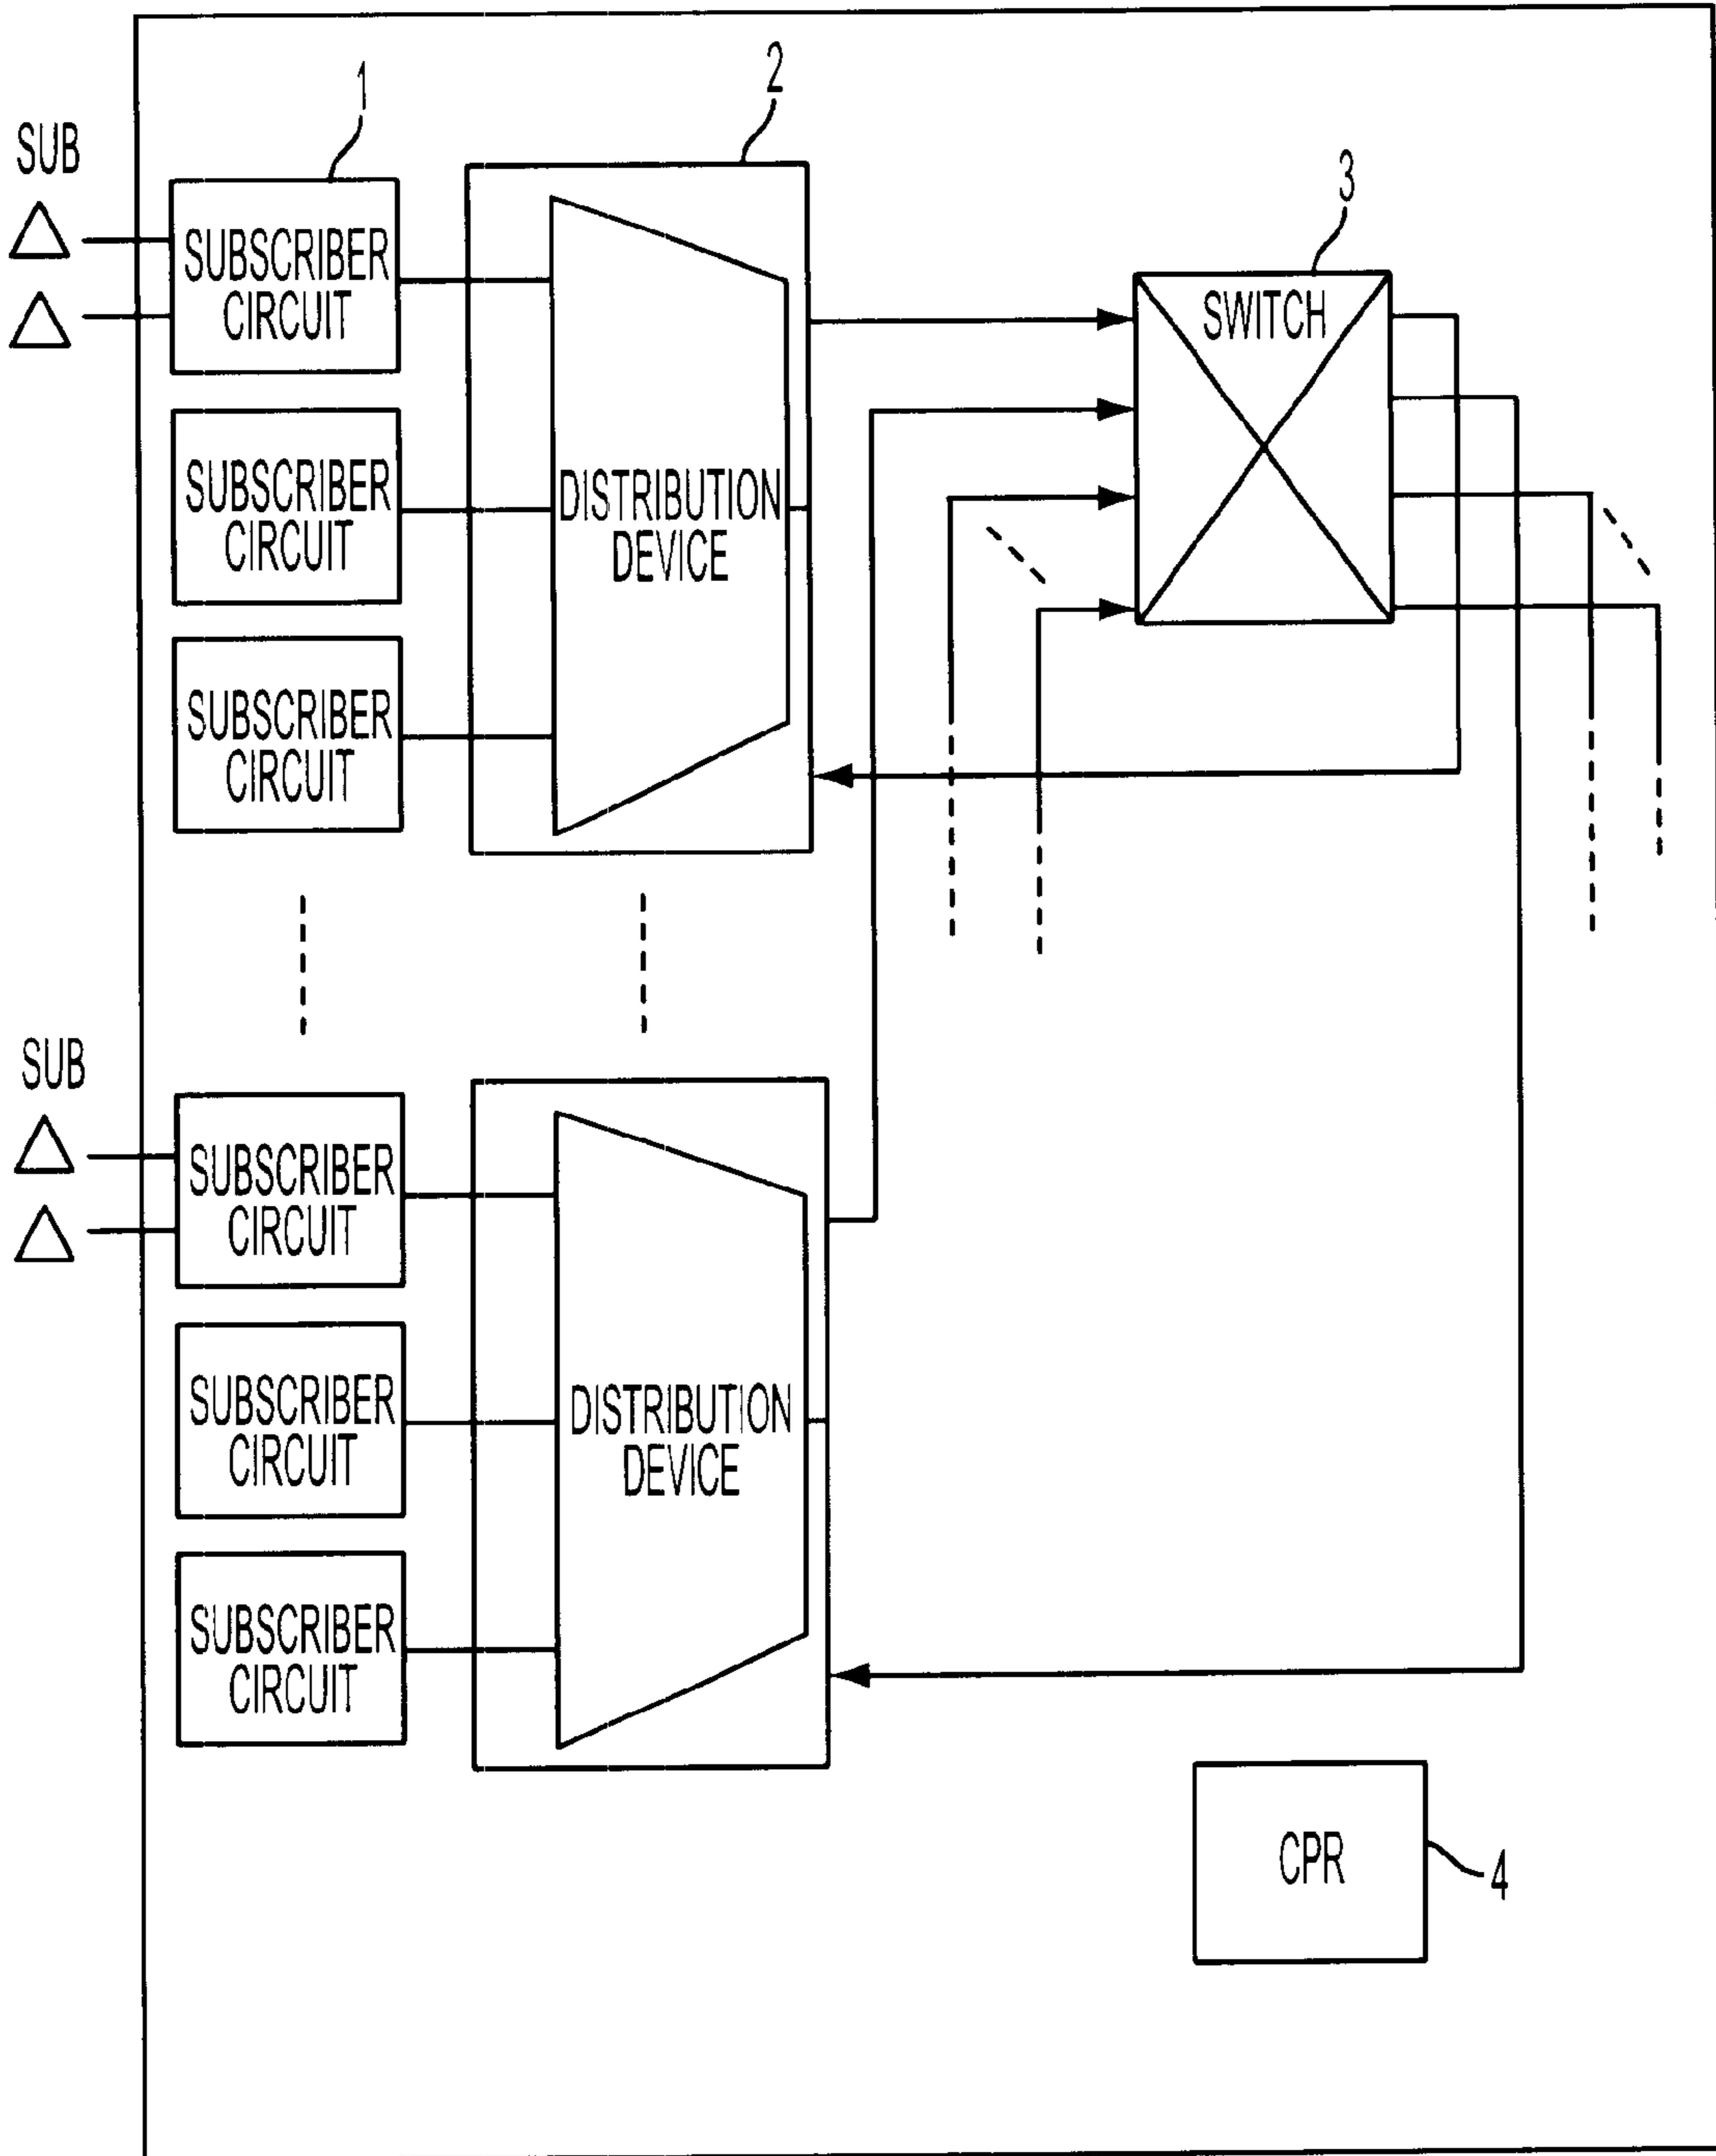 1
2
SUB
3
SUBSCRIBER
CIRCUIT
SWITCH
SUBSCRIBER
CIRCUIT
DISTRIBUTION
DEVICE
SUBSCRIBER
CIRCUIT
SUB
SUBSCRIBER
CIRCUIT
SUBSCRIBER
CIRCUIT
DISTRIBUTION
DEVICE
SUBSCRIBER
CIRCUIT
CPR
4